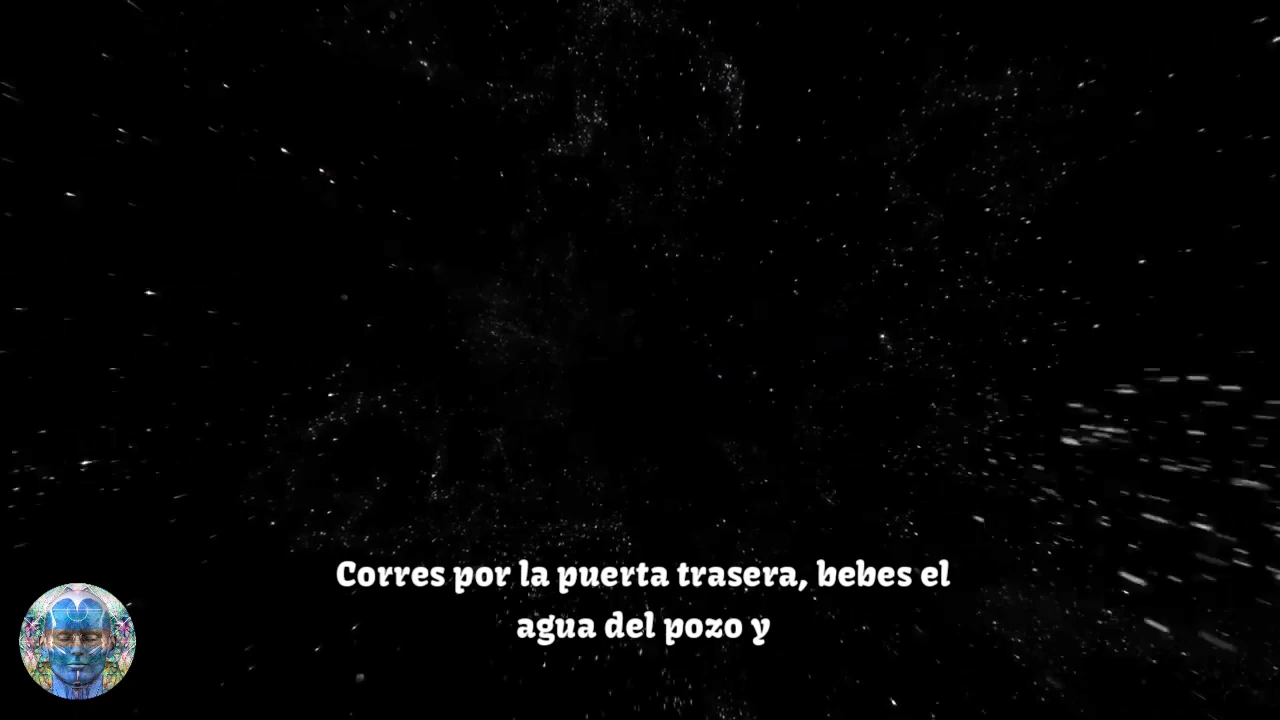 Corres por la puerta trasera, bebes el
agua del pozo y